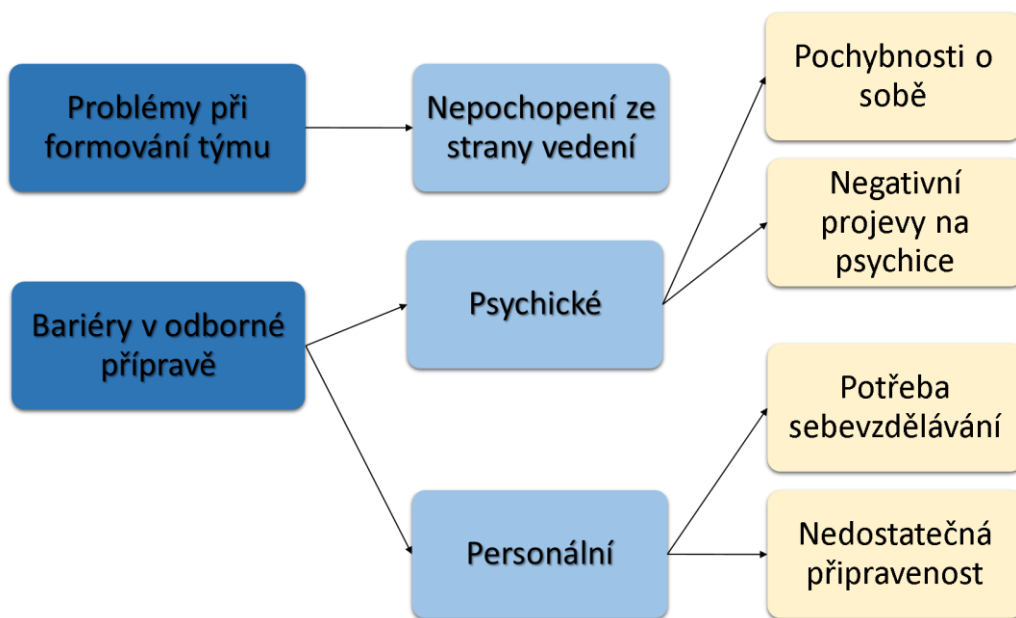 Problémy při
formování týmu
Nepochopení ze
strany vedení
Pochybnosti o
sobě
Negativní
projevy na
psychice
Bariéry v odborné
přípravě
Psychické
Potřeba
sebevzdělávání
Personální
Nedostatečná
připravenost